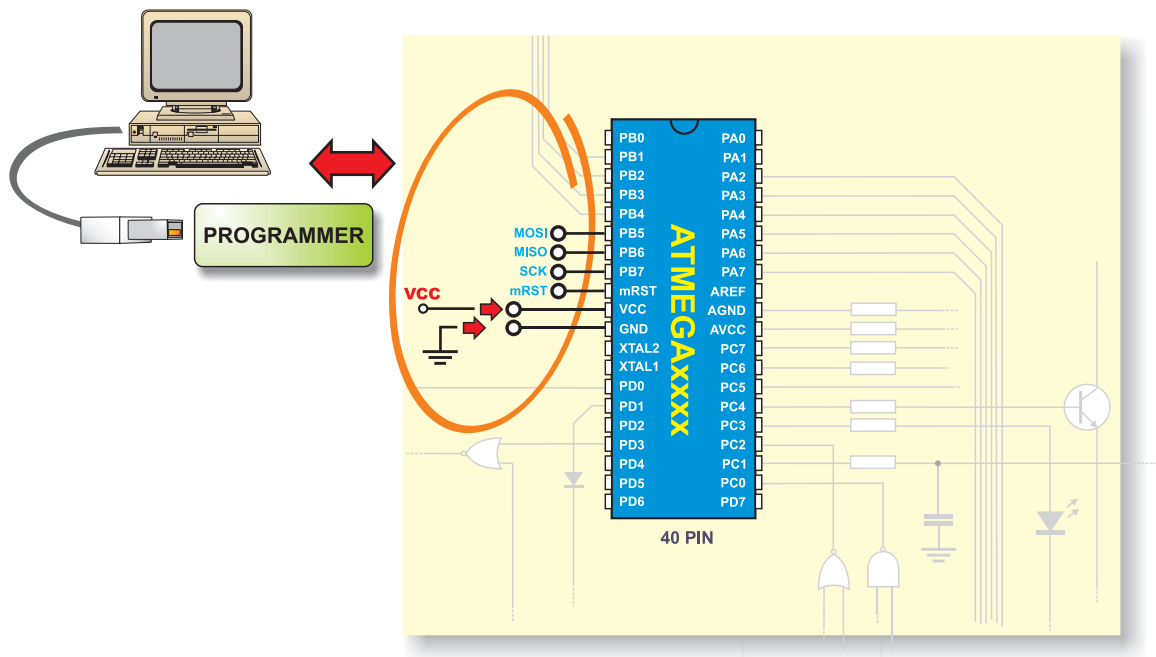 PROGRAMMER
MOSI
MISO
SCK
mRST
VCC
PB0
PB1
PB2
PB3
PB4
PB5
PB6
PB7
mRST
VCC
GND
XTAL2
XTAL1
PD0
PD1
PD2
PD3
PD4
PD5
PD6
ATMEGAxxxx
PA0
PA1
PA2
PA3
PA4
PA5
PA6
PA7
AREF
AGND
AVCC
PC7
PC6
PC5
PC4
PC3
PC2
PC1
PC0
PD7
40 PIN